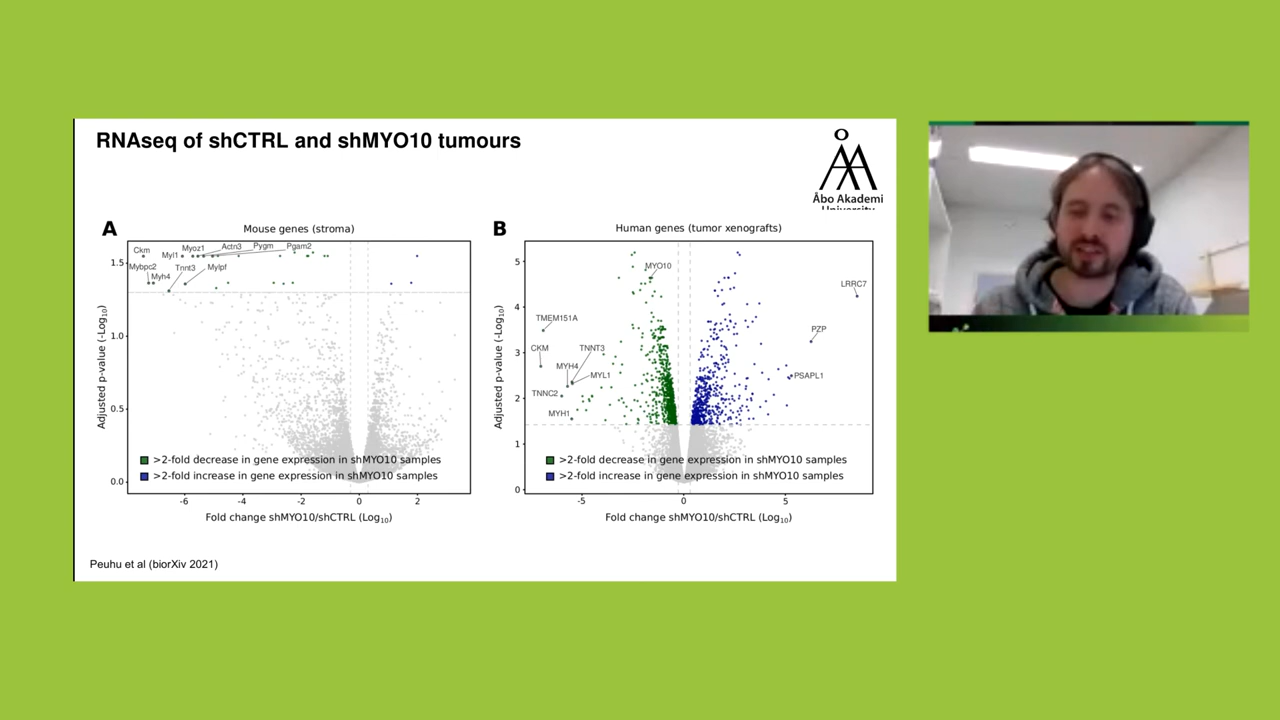 RNAseq of shCTRL and shMYO10 tumours
Åbo Akademi
University
A
Mouse genes (stroma)
Ckm
Myl1
Myoz1
Actn3
Pygm
Pgam2
Mybpc2
Myh4
Tnnt3
Mylpf
Adjusted p-value (-Log10)
1.5
1.0
0.5
0.0
>2-fold decrease in gene expression in shMYO10 samples
>2-fold increase in gene expression in shMYO10 samples
-6
-4
-2
0
2
Fold change shMYO10/shCTRL (Log10)
B
Human genes (tumor xenografts)
MYO10
LRRC7
TMEM151A
PZP
CKM
TNNT3
MYH4
MYL1
PSAPL1
TNNC2
MYH1
Adjusted p-value (-Log10)
5
4
3
2
1
0
>2-fold decrease in gene expression in shMYO10 samples
>2-fold increase in gene expression in shMYO10 samples
-5
0
5
Fold change shMYO10/shCTRL (Log10)
Peuhu et al (biorXiv 2021)